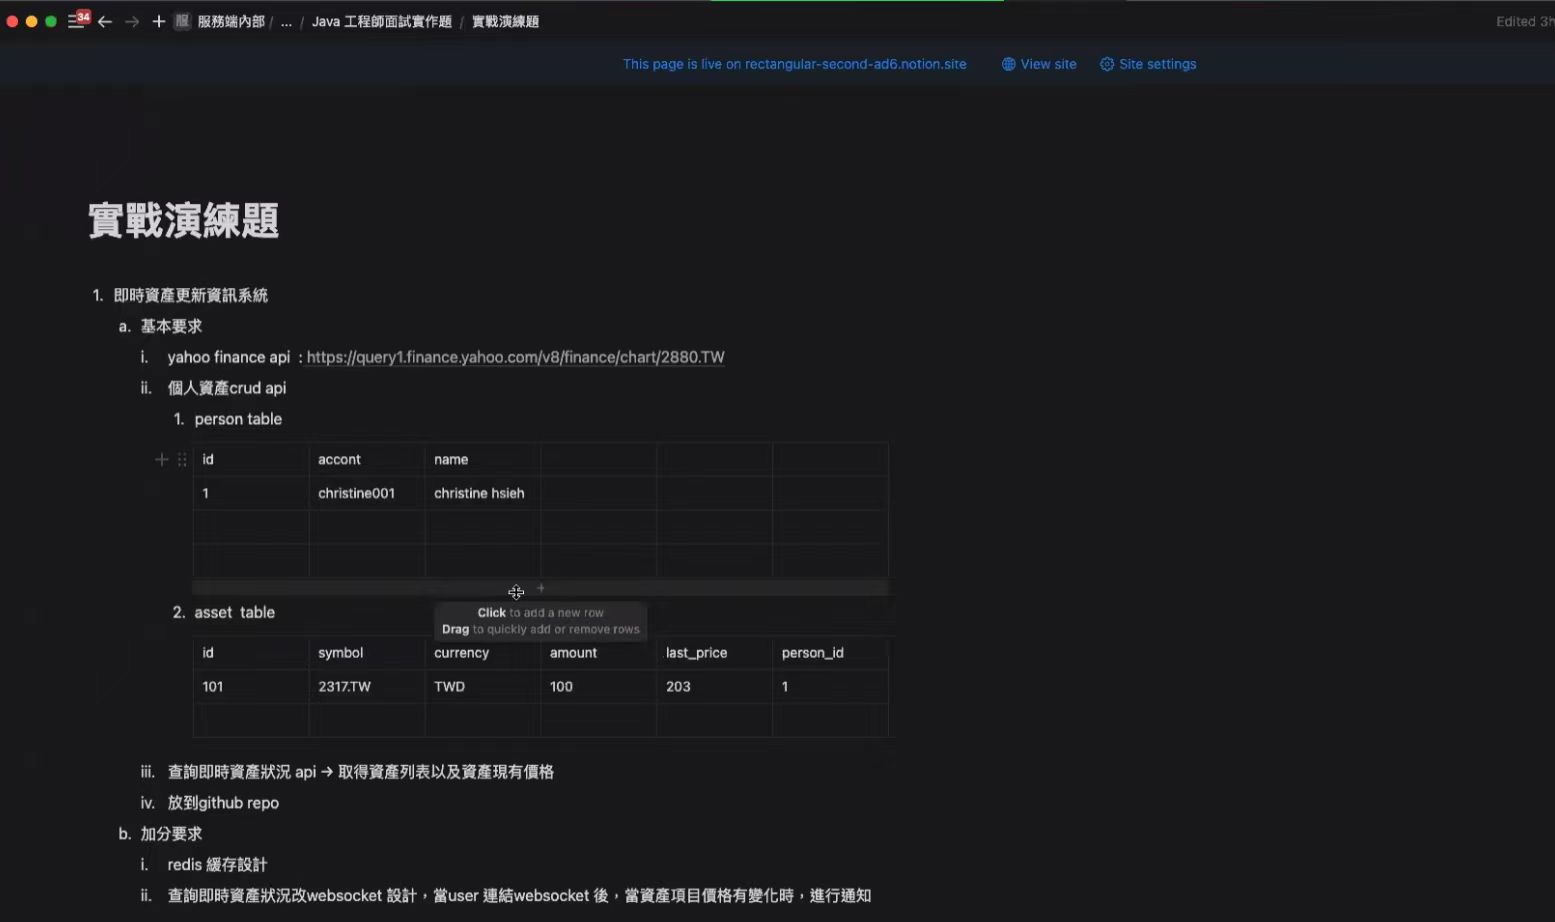 34
服 服務端內部 / ... / Java 工程師面試實作題 / 實戰演練題
Edited 3h
This page is live on rectangular-second-ad6.notion.site View site Site settings
實戰演練題
1. 即時資產更新資訊系統
a. 基本要求
i. yahoo finance api : https://query1.finance.yahoo.com/v8/finance/chart/2880.TW
ii. 個人資產crud api
1. person table
id accont name
1 christine001 christine hsieh
2. asset table
Click to add a new row
Drag to quickly add or remove rows
id symbol currency amount last_price person_id
101 2317.TW TWD 100 203 1
iii. 查詢即時資產狀況 api → 取得資產列表以及資產現有價格
iv. 放到github repo
b. 加分要求
i. redis 緩存設計
ii. 查詢即時資產狀況改websocket 設計，當user 連結websocket 後，當資產項目價格有變化時，進行通知